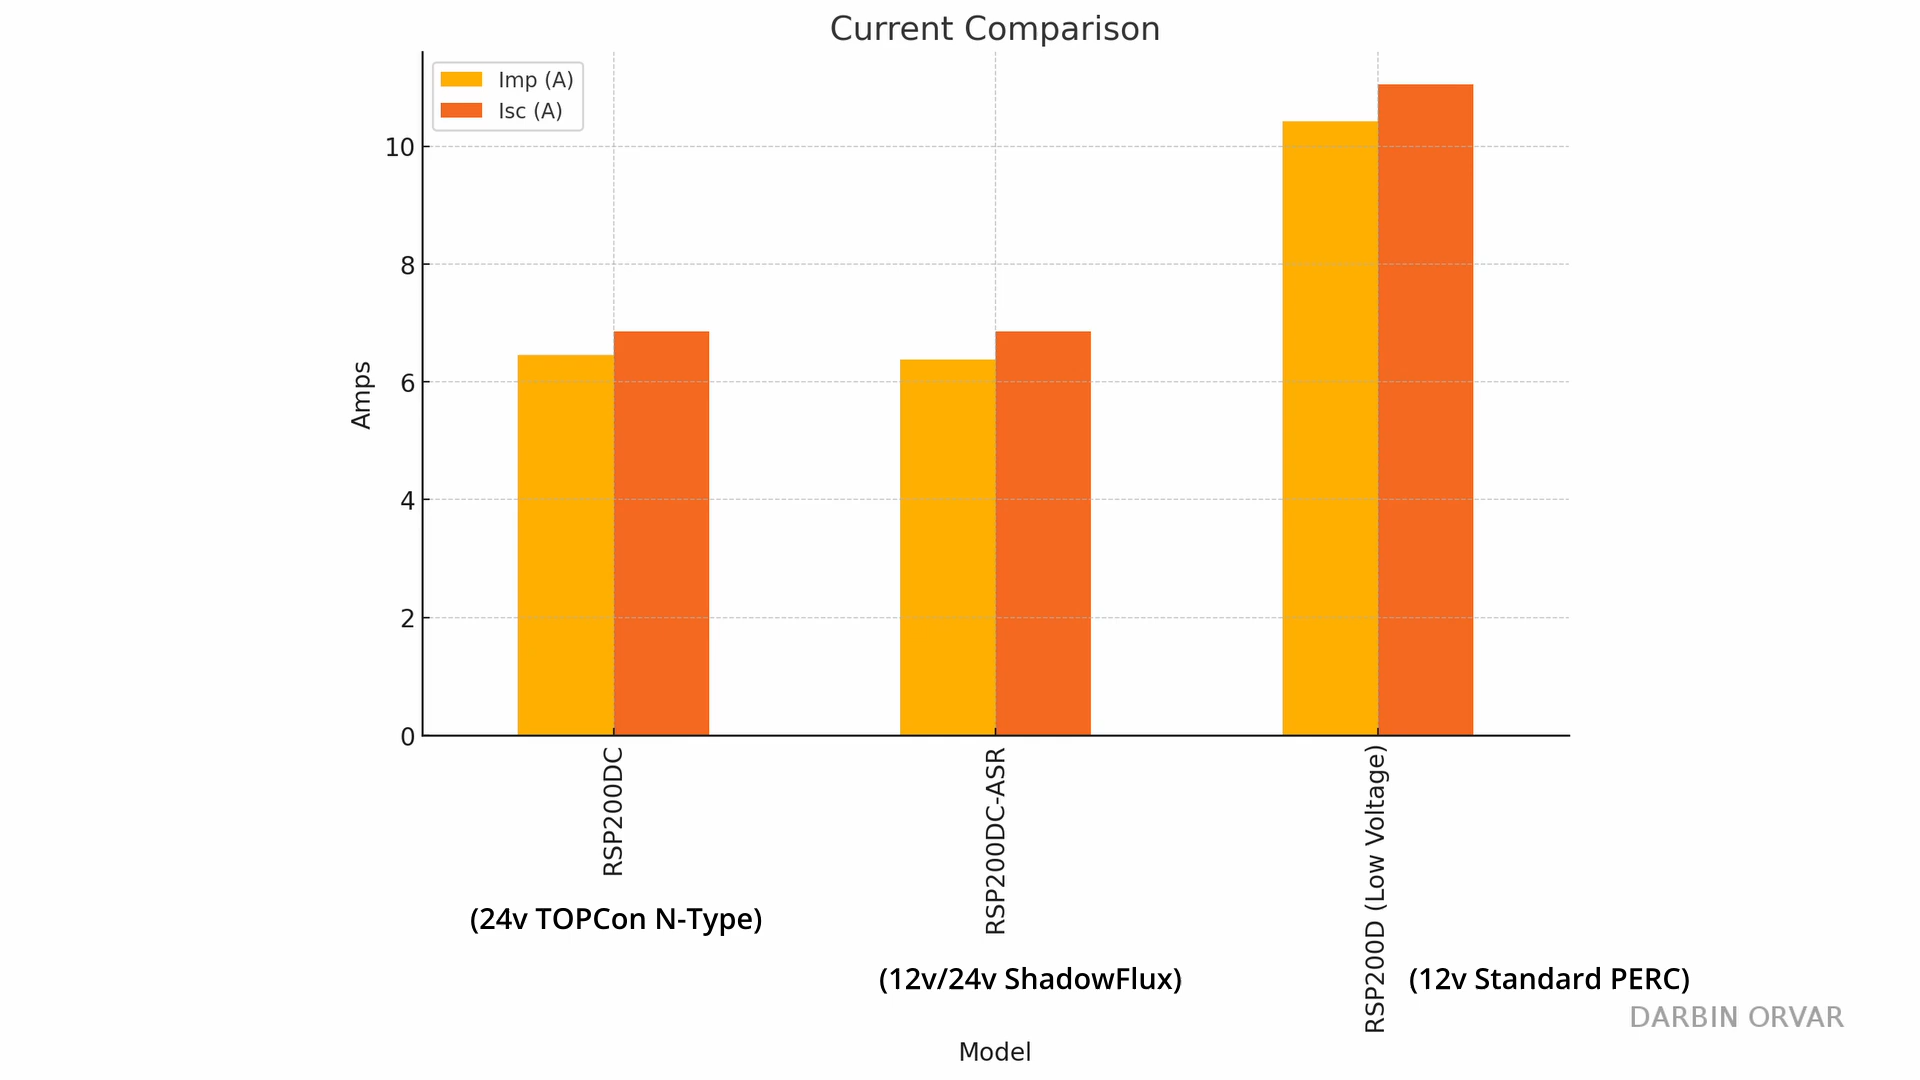 Current Comparison
Imp (A)
Isc (A)
10
8
6
4
2
0
Amps
RSP200DC
RSP200DC-ASR
RSP200D (Low Voltage)
(24v TOPCon N-Type)
(12v/24v ShadowFlux)
(12v Standard PERC)
DARBIN ORVAR
Model